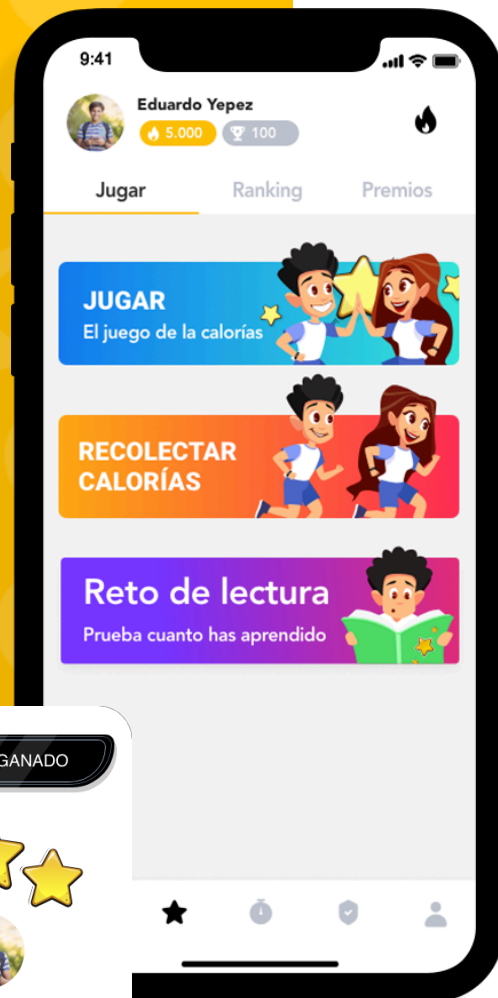 9:41
Eduardo Yepez
5.000
100
Jugar
Ranking
Premios
JUGAR
El juego de la calorías
RECOLECTAR
CALORÍAS
Reto de lectura
Prueba cuanto has aprendido
GANADO